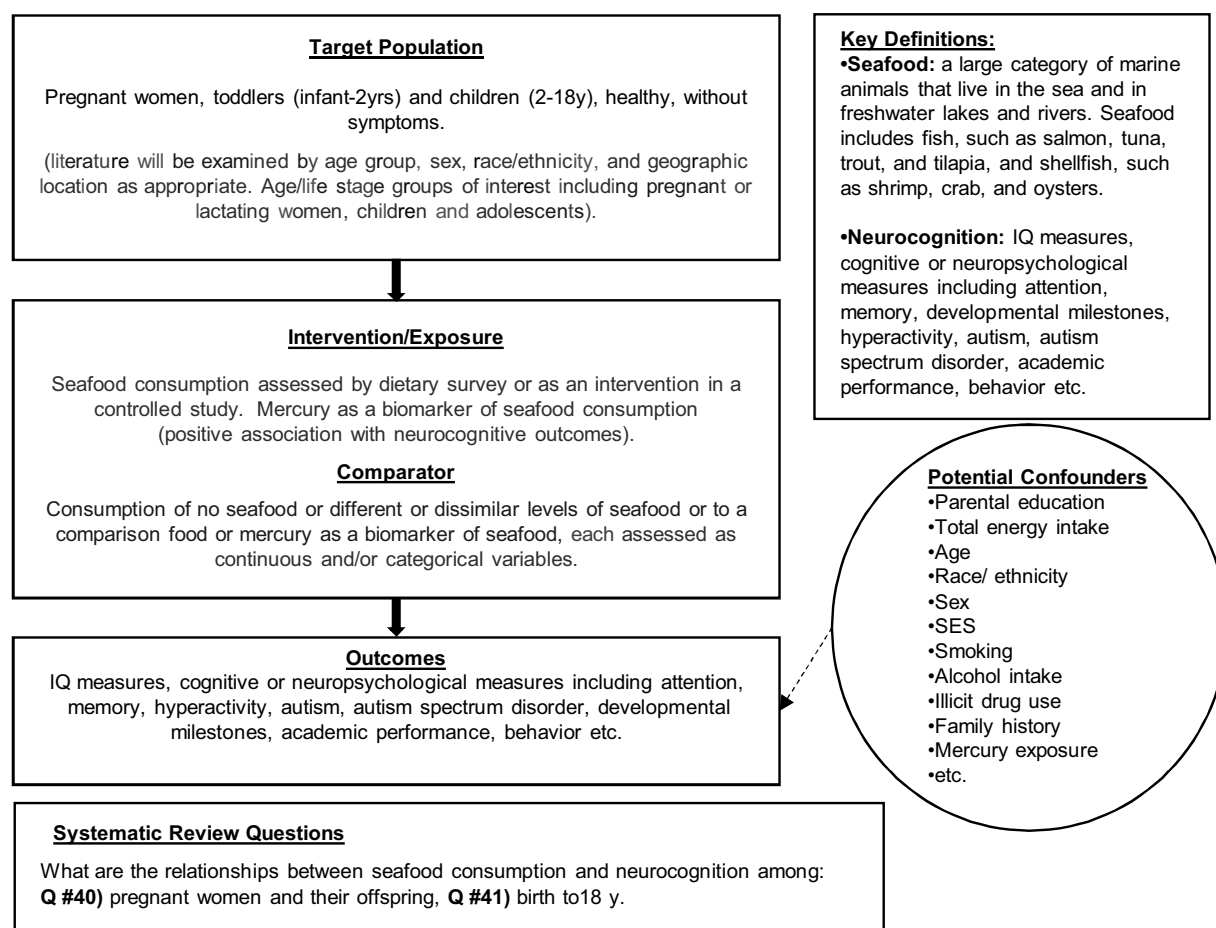 Target Population
Pregnant women, toddlers (infant-2yrs) and children (2-18y), healthy, without
symptoms.
(literature will be examined by age group, sex, race/ethnicity, and geographic
location as appropriate. Age/life stage groups of interest including pregnant or
lactating women, children and adolescents).
Intervention/Exposure
Seafood consumption assessed by dietary survey or as an intervention in a
controlled study. Mercury as a biomarker of seafood consumption
(positive association with neurocognitive outcomes).
Comparator
Consumption of no seafood or different or dissimilar levels of seafood or to a
comparison food or mercury as a biomarker of seafood, each assessed as
continuous and/or categorical variables.
Outcomes
IQ measures, cognitive or neuropsychological measures including attention,
memory, hyperactivity, autism, autism spectrum disorder, developmental
milestones, academic performance, behavior etc.
Key Definitions:
•Seafood: a large category of marine
animals that live in the sea and in
freshwater lakes and rivers. Seafood
includes fish, such as salmon, tuna,
trout, and tilapia, and shellfish, such
as shrimp, crab, and oysters.
•Neurocognition: IQ measures,
cognitive or neuropsychological
measures including attention,
memory, developmental milestones,
hyperactivity, autism, autism
spectrum disorder, academic
performance, behavior etc.
Potential Confounders
•Parental education
•Total energy intake
•Age
•Race/ ethnicity
•Sex
•SES
•Smoking
•Alcohol intake
•Illicit drug use
•Family history
•Mercury exposure
•etc.
Systematic Review Questions
What are the relationships between seafood consumption and neurocognition among:
Q #40) pregnant women and their offspring, Q #41) birth to18 y.